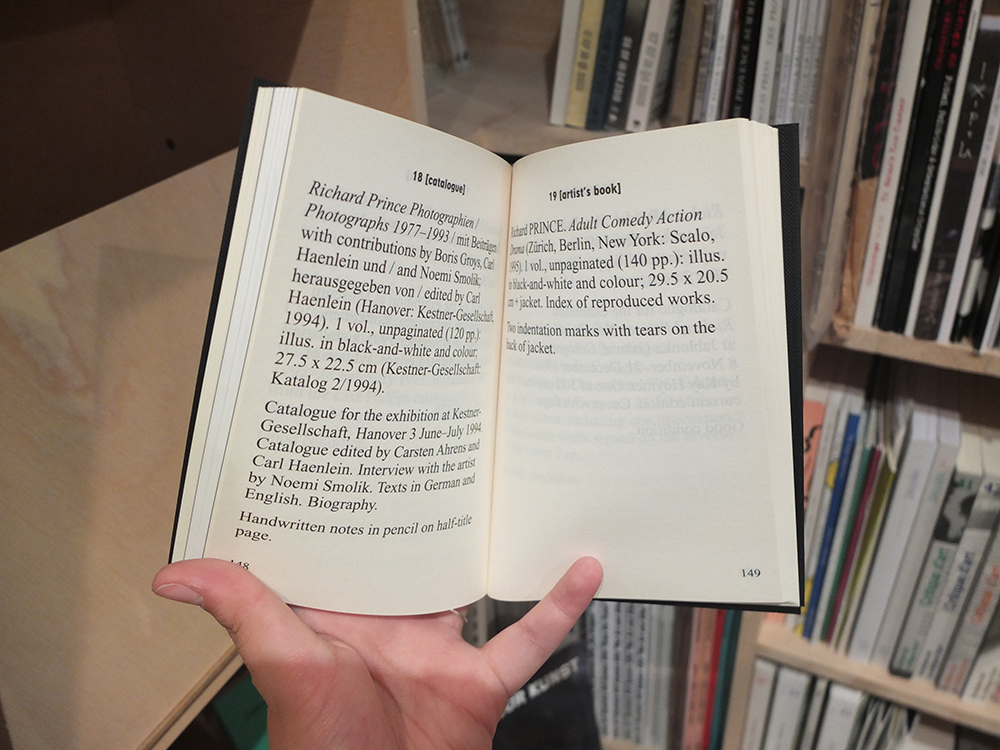 18 [catalogue]
Richard Prince Photographien /
Photographs 1977–1993 / mit Beiträgen /
with contributions by Boris Groys, Carl
Haenlein und / and Noemi Smolik;
herausgegeben von / edited by Carl
Haenlein (Hanover: Kestner-Gesellschaft,
1994). 1 vol., unpaginated (120 pp.):
illus. in black-and-white and colour;
27.5 x 22.5 cm (Kestner-Gesellschaft:
Katalog 2/1994).
Catalogue for the exhibition at Kestner-
Gesellschaft, Hanover 3 June–July 1994.
Catalogue edited by Carsten Ahrens and
Carl Haenlein. Interview with the artist
by Noemi Smolik. Texts in German and
English. Biography.
Handwritten notes in pencil on half-title
page.
148
19 [artist's book]
Richard PRINCE. Adult Comedy Action
Drama (Zürich, Berlin, New York: Scalo,
1995). 1 vol., unpaginated (140 pp.): illus.
in black-and-white and colour; 29.5 x 20.5
cm + jacket. Index of reproduced works.
Two indentation marks with tears on the
back of jacket.
149
KUNST